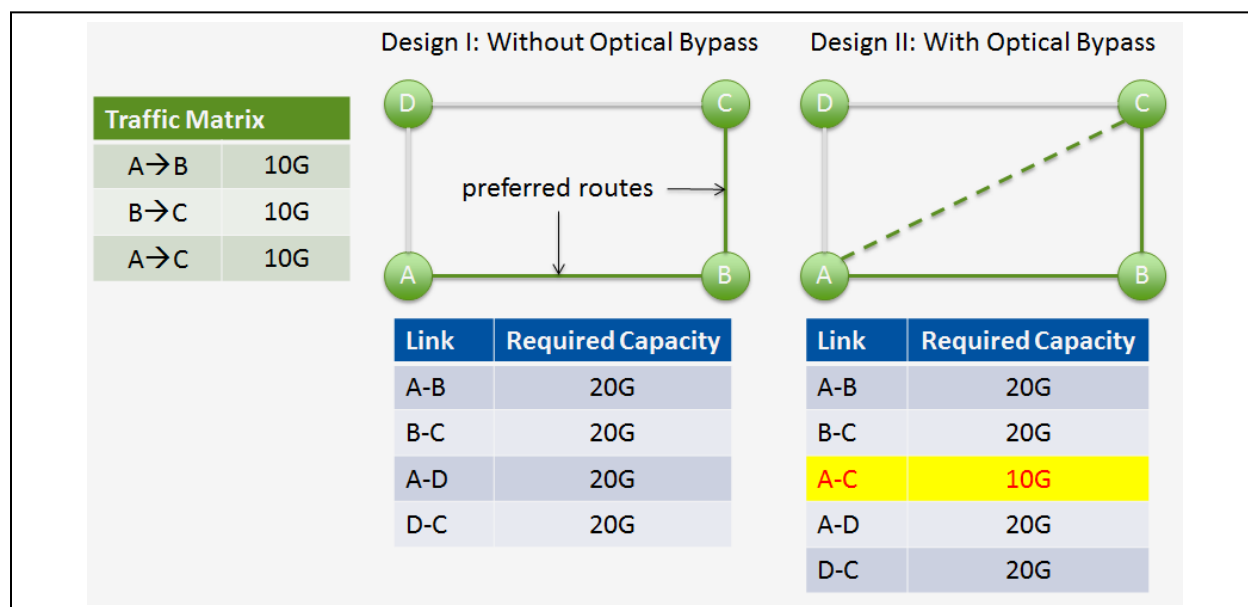 Design I: Without Optical Bypass
Design II: With Optical Bypass
Traffic Matrix
A→B 10G
B→C 10G
A→C 10G
D
C
preferred routes
A
B
D
C
A
B
Link Required Capacity
A-B 20G
B-C 20G
A-D 20G
D-C 20G
Link Required Capacity
A-B 20G
B-C 20G
A-C 10G
A-D 20G
D-C 20G